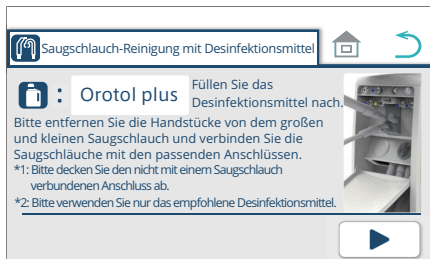 Saugschlauch-Reinigung mit Desinfektionsmittel
: Orotol plus
Füllen Sie das
Desinfektionsmittel nach.
Bitte entfernen Sie die Handstücke von dem großen
und kleinen Saugschlauch und verbinden Sie die
Saugschläuche mit den passenden Anschlüssen.
*1: Bitte decken Sie den nicht mit einem Saugschlauch
verbundenen Anschluss ab.
*2: Bitte verwenden Sie nur das empfohlene Desinfektionsmittel.